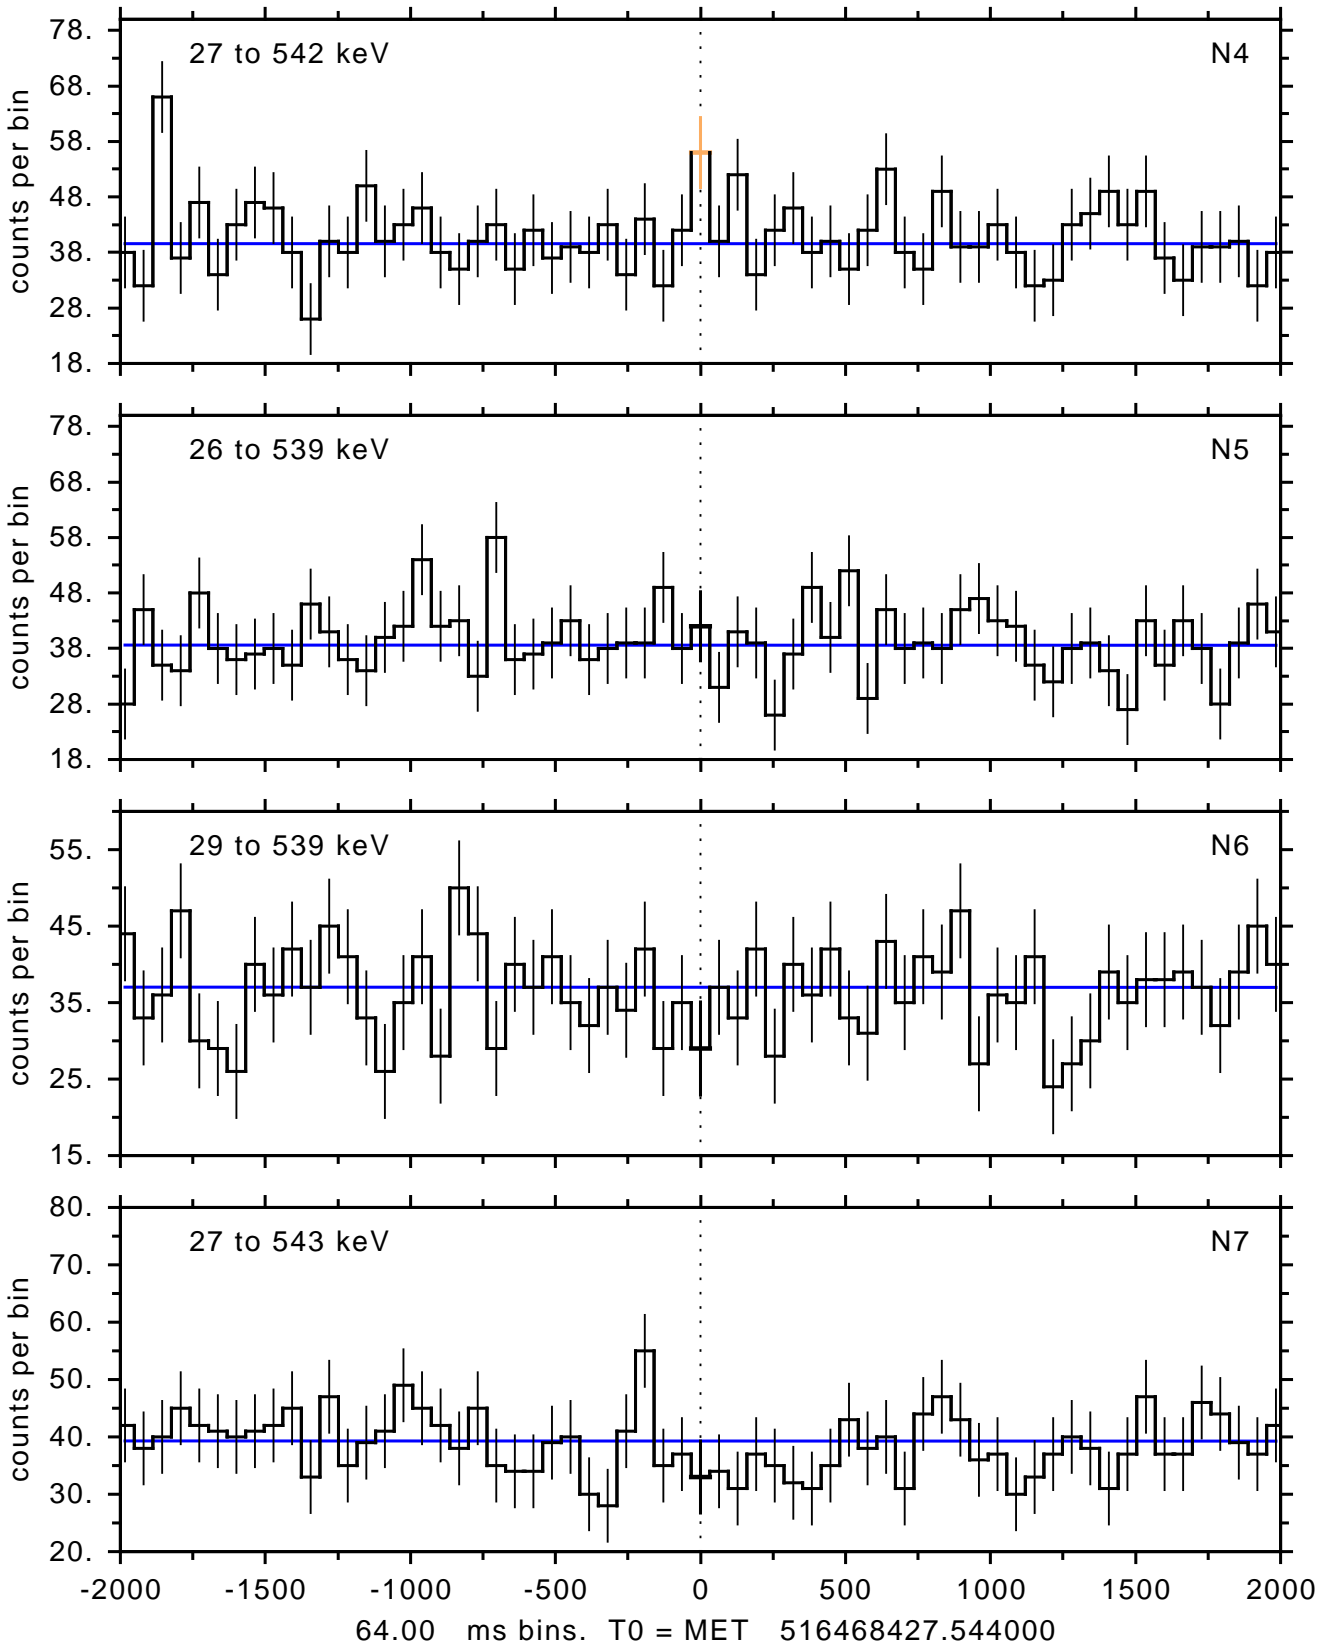 78.
27 to 542 keV N4
68.
58.
48.
38.
28.
18.
counts per bin
78.
26 to 539 keV N5
68.
58.
48.
38.
28.
18.
counts per bin
29 to 539 keV N6
55.
45.
35.
25.
15.
counts per bin
80.
27 to 543 keV N7
70.
60.
50.
40.
30.
20.
counts per bin
-2000 -1500 -1000 -500 0 500 1000 1500 2000
64.00 ms bins. T0 = MET 516468427.544000